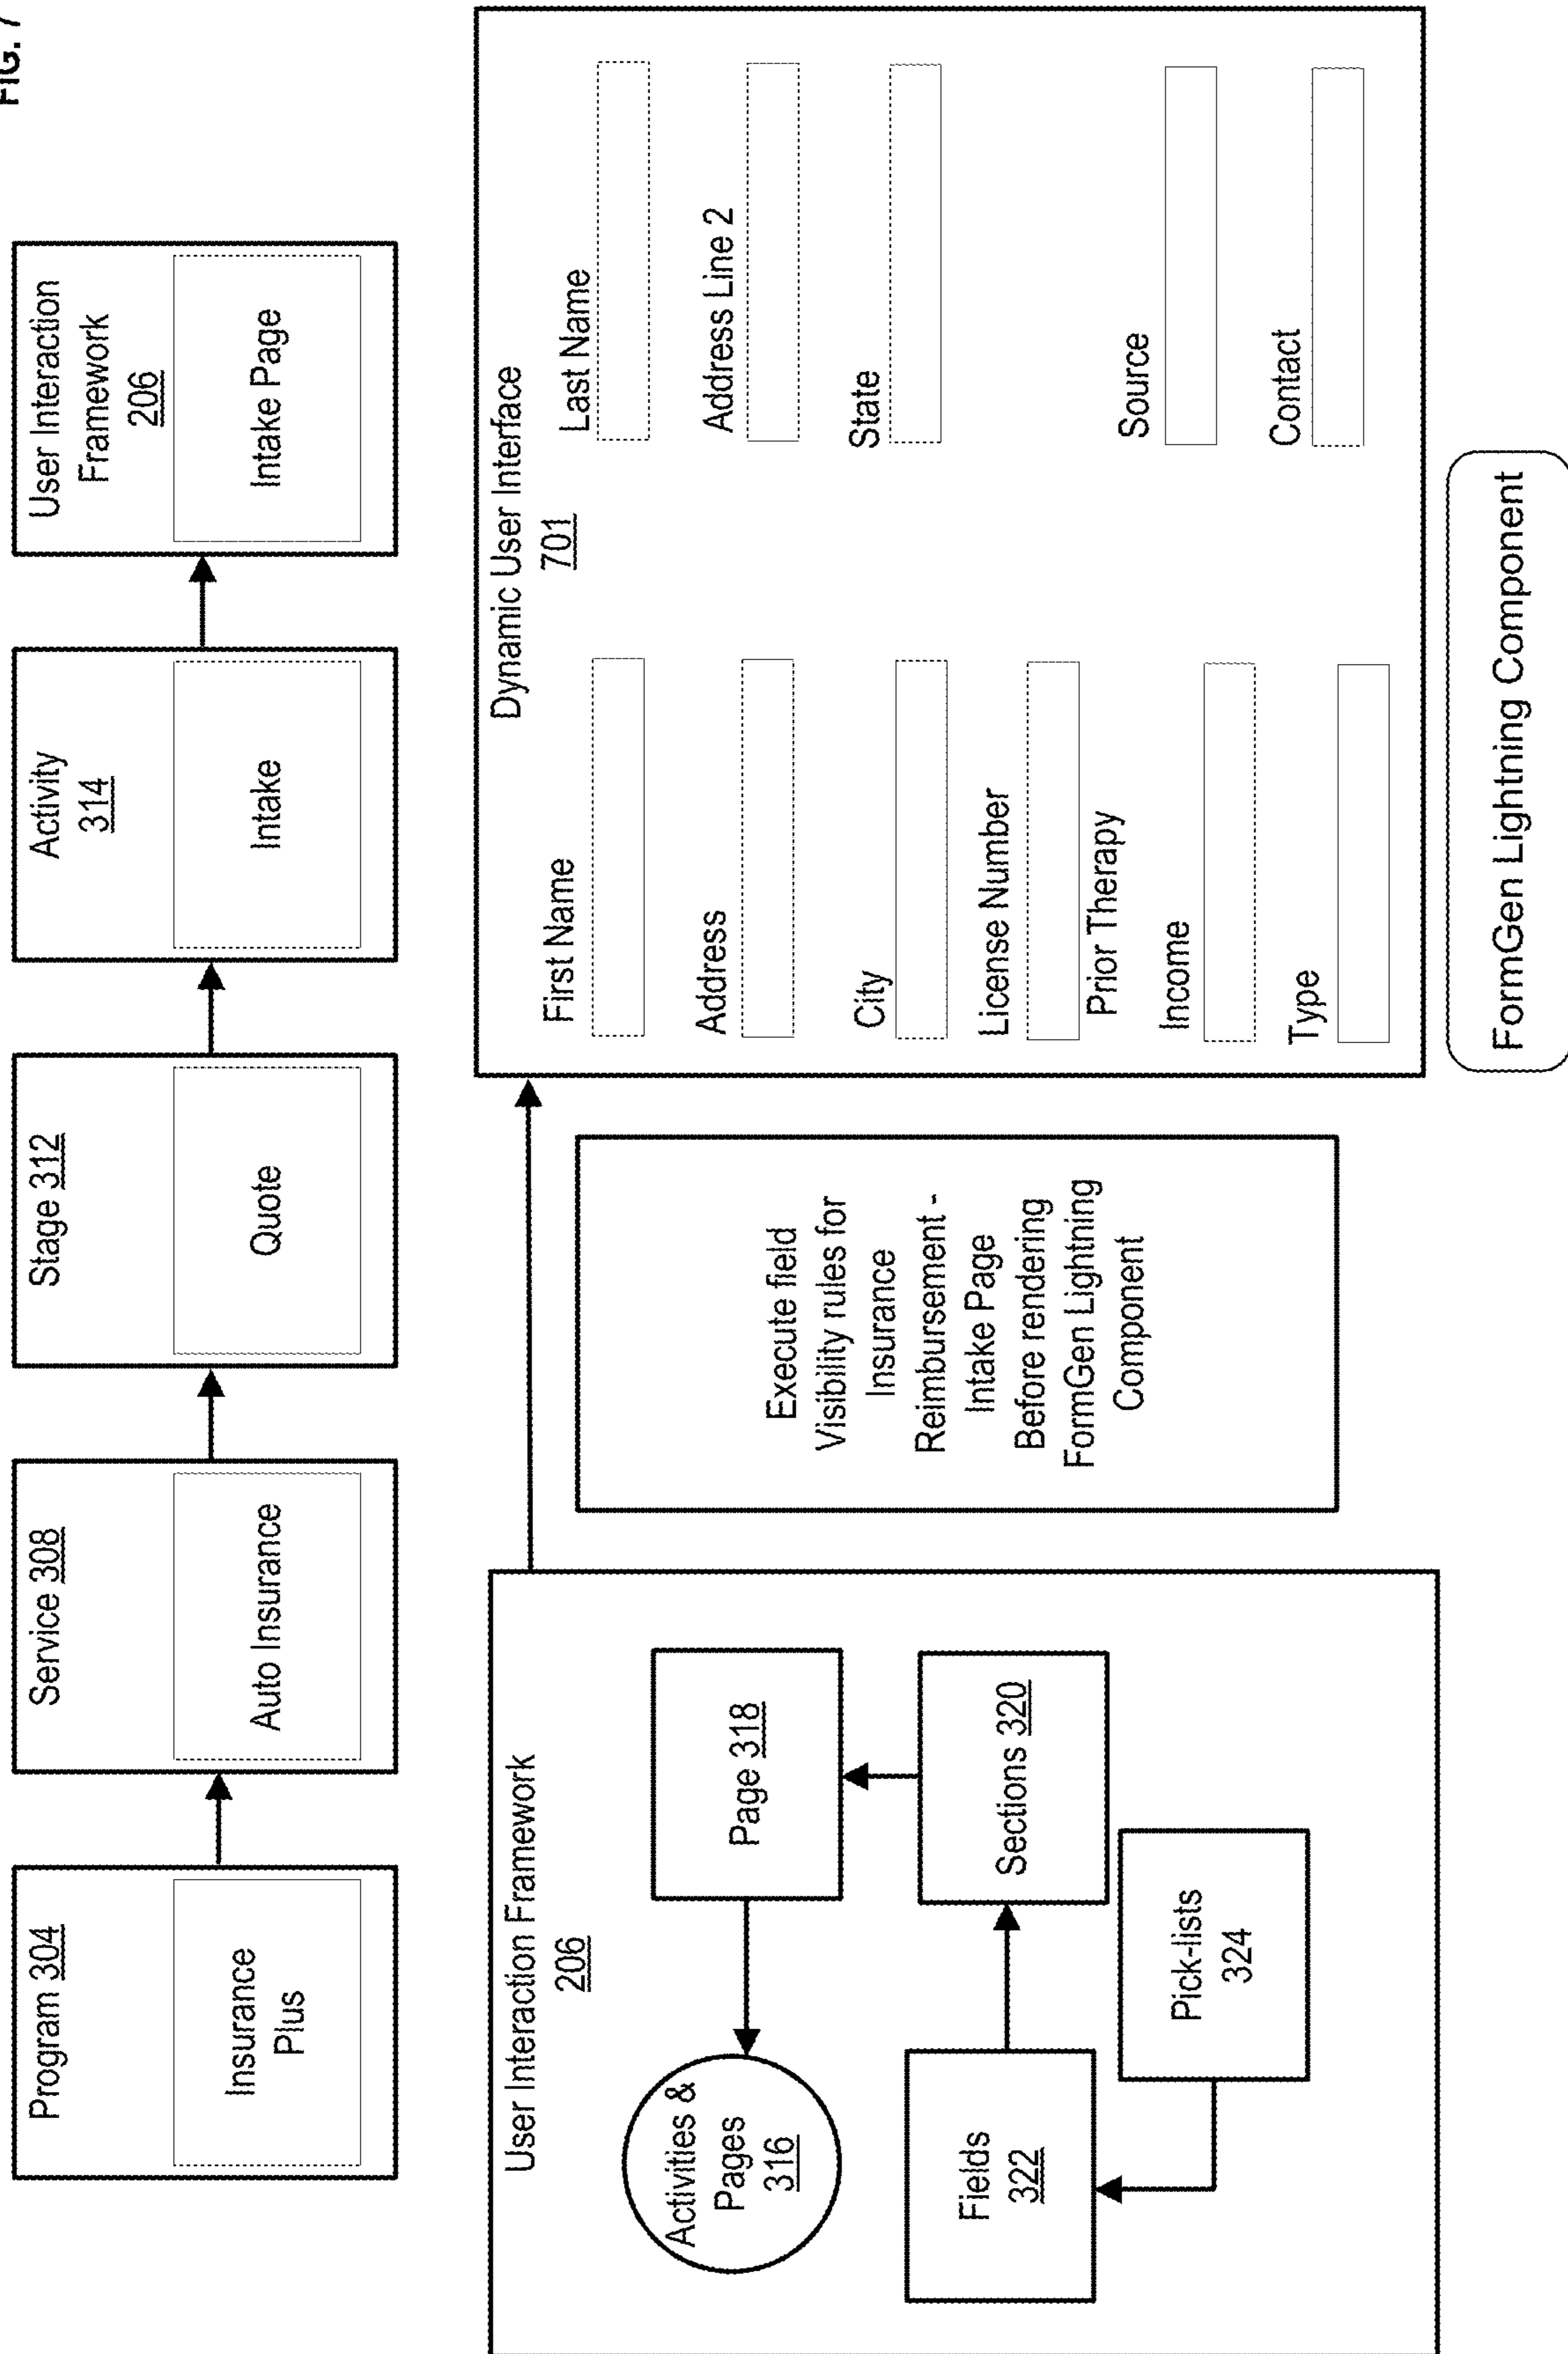 FIG. 7
Program 304
Insurance
Plus
Service 308
Auto Insurance
Stage 312
Quote
Activity
314
Intake
User Interaction
Framework
206
Intake Page
User Interaction Framework
206
Activities &
Pages
316
Page 318
Fields
322
Sections 320
Pick-lists
324
Execute field
Visibility rules for
Insurance
Reimbursement -
Intake Page
Before rendering
FormGen Lightning
Component
Dynamic User Interface
701
First Name
Last Name
Address
Address Line 2
City
State
License Number
Prior Therapy
Income
Source
Type
Contact
FormGen Lightning Component